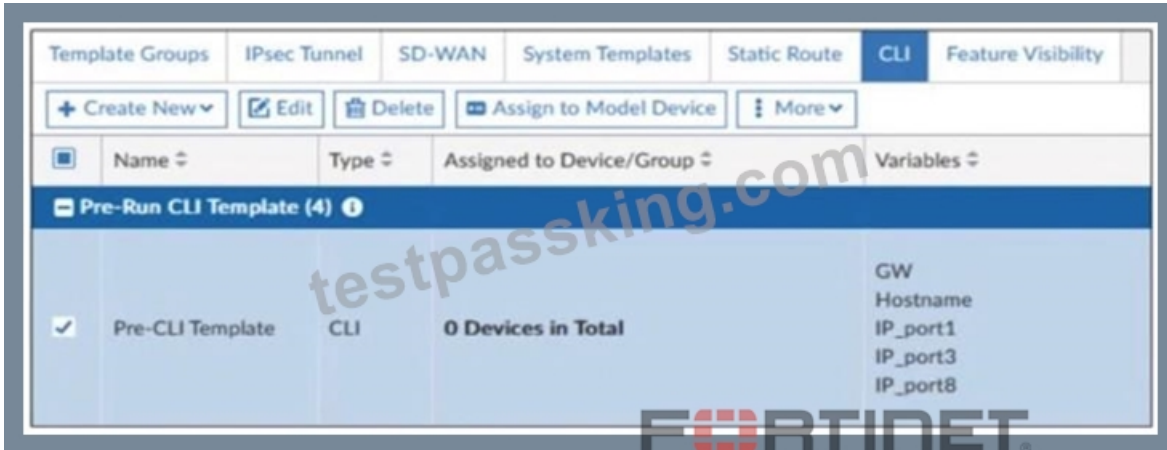 Template Groups IPsec Tunnel SD-WAN System Templates Static Route CLI Feature Visibility
+ Create New Edit Delete Assign to Model Device More
Name Type Assigned to Device/Group Variables
Pre-Run CLI Template (4)
GW
Hostname
Pre-CLI Template CLI 0 Devices in Total IP_port1
IP_port3
IP_port8
testpassking.com
FORTINET